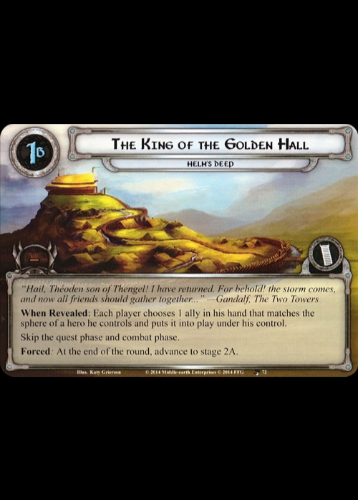 1B
THE KING OF THE GOLDEN HALL
HELM'S DEEP
"Hail, Théoden son of Thengel! I have returned. For behold! the storm comes,
and now all friends should gather together..." —Gandalf, The Two Towers
When Revealed: Each player chooses 1 ally in his hand that matches the
sphere of a hero he controls and puts it into play under his control.
Skip the quest phase and combat phase.
Forced: At the end of the round, advance to stage 2A.
Illus. Katy Grierson © 2014 Middle-earth Enterprises © 2014 FFG 72